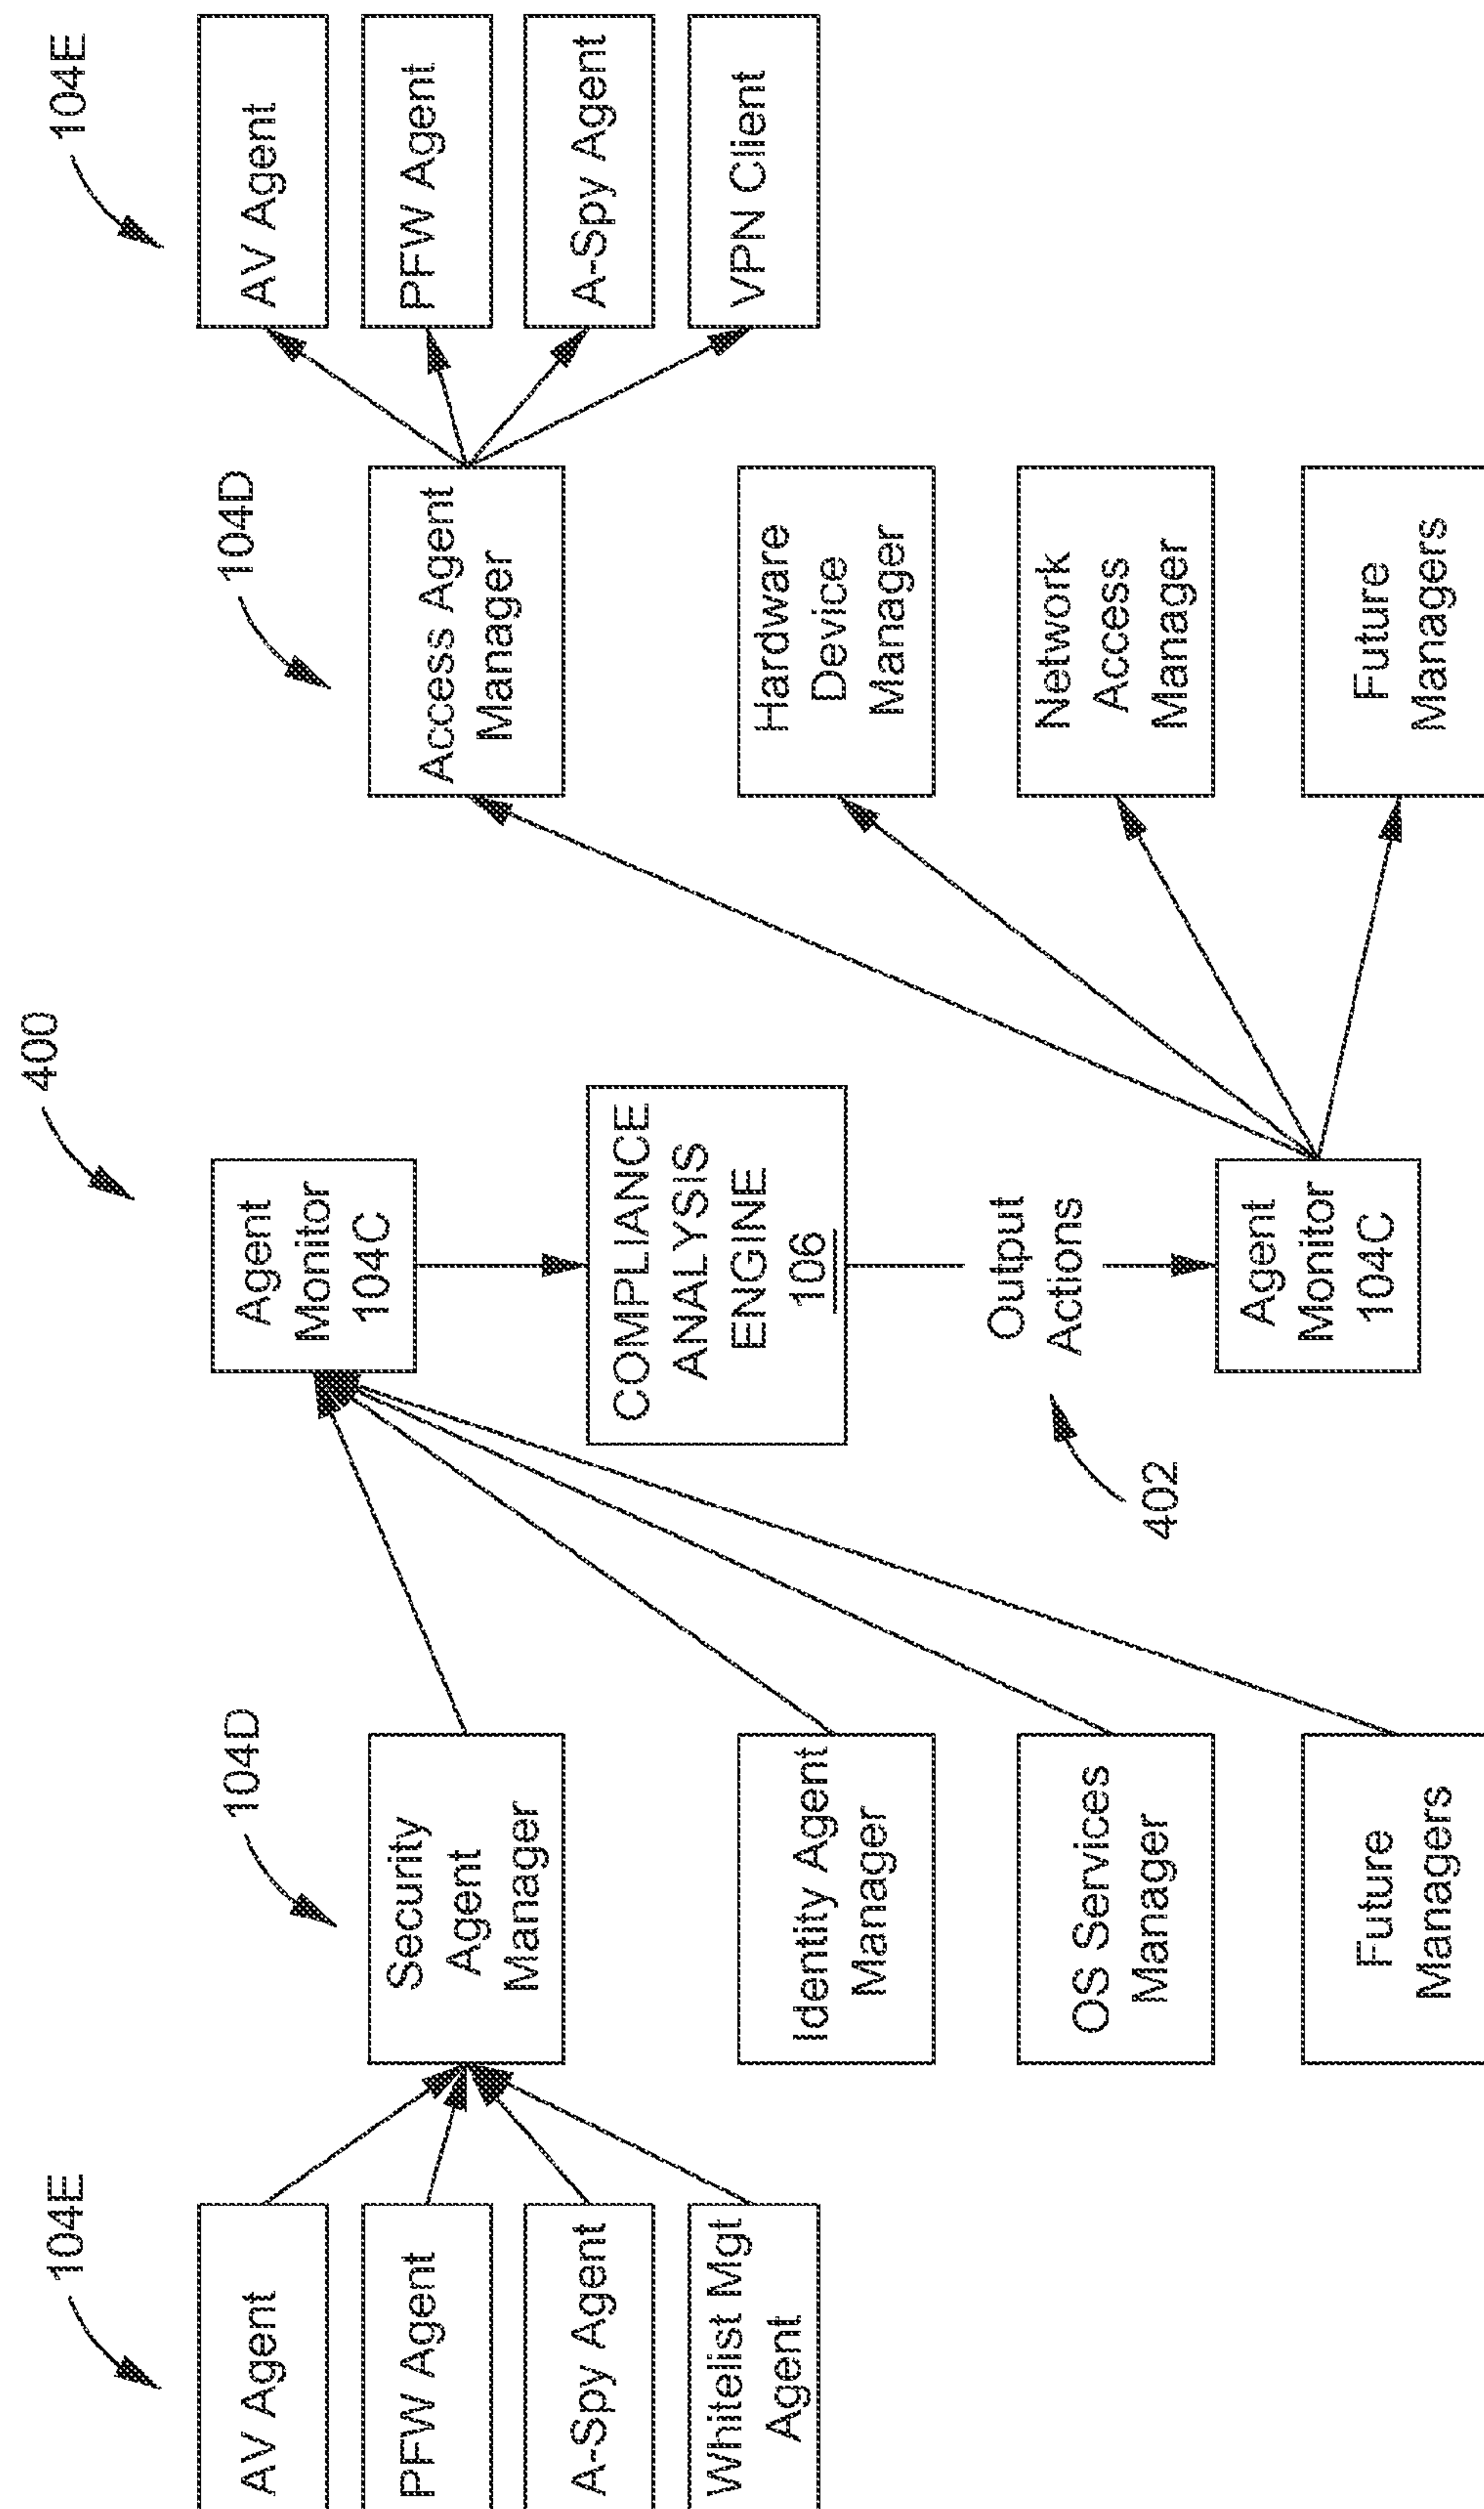 104E
AV Agent
PFW Agent
A-Spy Agent
Whitelist Mgt
Agent
104D
Security
Agent
Manager
Identity Agent
Manager
OS Services
Manager
Future
Managers
400
Agent
Monitor
104C
COMPLIANCE
ANALYSIS
ENGINE
106
Output
Actions
402
Agent
Monitor
104C
104D
Access Agent
Manager
Hardware
Device
Manager
Network
Access
Manager
Future
Managers
104E
AV Agent
PFW Agent
A-Spy Agent
VPN Client